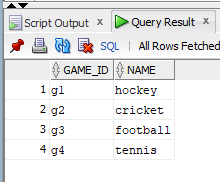 Script Output x Query Result x
SQL | All Rows Fetched
GAME_ID NAME
1 g1 hockey
2 g2 cricket
3 g3 football
4 g4 tennis